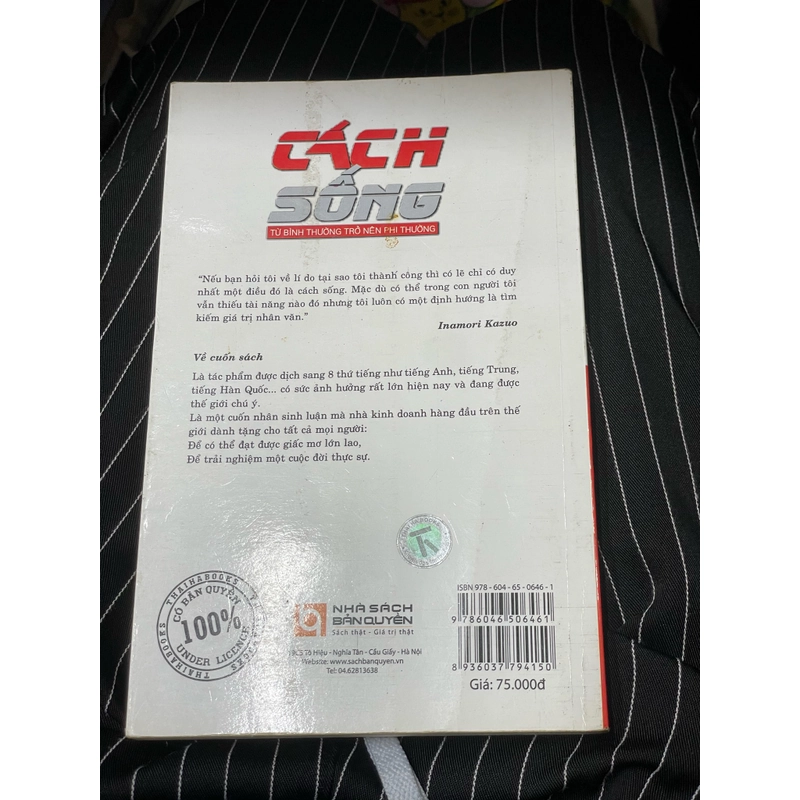 CÁCH
SỐNG
TỪ BÌNH THƯỜNG TRỞ NÊN PHI THƯỜNG
“Nếu bạn hỏi tôi về lí do tại sao tôi thành công thì có lẽ chỉ có duy
nhất một điều đó là cách sống. Mặc dù có thể trong con người tôi
vẫn thiếu tài năng nào đó nhưng tôi luôn có một định hướng là tìm
kiếm giá trị nhân văn.”
Inamori Kazuo
Về cuốn sách
Là tác phẩm được dịch sang 8 thứ tiếng như tiếng Anh, tiếng Trung,
tiếng Hàn Quốc... có sức ảnh hưởng rất lớn hiện nay và đang được
thế giới chú ý.
Là một cuốn nhân sinh luận mà nhà kinh doanh hàng đầu trên thế
giới dành tặng cho tất cả mọi người:
Để có thể đạt được giấc mơ lớn lao,
Để trải nghiệm một cuộc đời thực sự.
THAIHABOOKS
CÓ BẢN QUYỀN
100%
UNDER LICENCE
NHÀ SÁCH
BẢN QUYỀN
Sách thật - Giá trị thật
Tô Hiệu - Nghĩa Tân - Cầu Giấy - Hà Nội
Website: www.sachbanquyen.vn
Tel: 04.62813638
ISBN 978 - 604 - 65 - 0646 - 1
9 786046 506461
8 936037 794150
Giá: 75.000đ